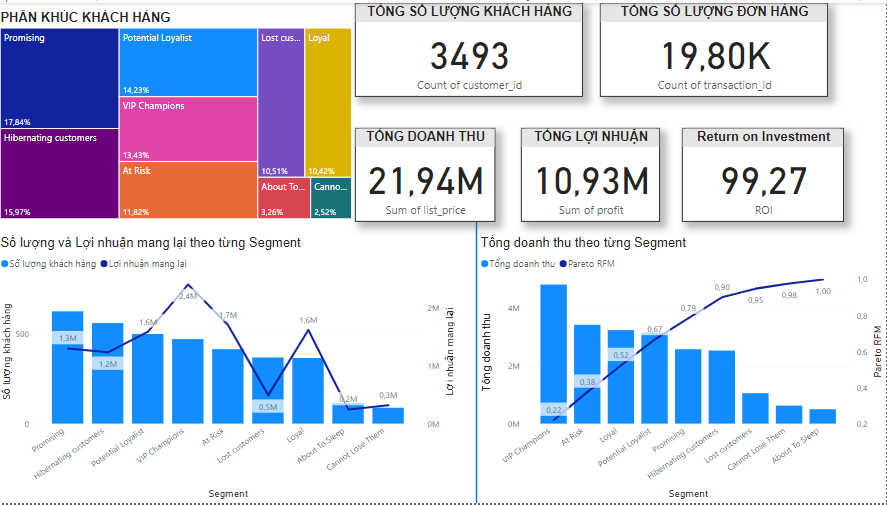 PHÂN KHÚC KHÁCH HÀNG
Promising
17,84%
Hibernating customers
15,97%
Potential Loyalist
14,23%
VIP Champions
13,43%
At Risk
11,82%
Lost cus...
10,51%
Loyal
10,42%
About To...
3,26%
Canno...
2,52%
TỔNG SỐ LƯỢNG KHÁCH HÀNG
3493
Count of customer_id
TỔNG SỐ LƯỢNG ĐƠN HÀNG
19,80K
Count of transaction_id
TỔNG DOANH THU
21,94M
Sum of list_price
TỔNG LỢI NHUẬN
10,93M
Sum of profit
Return on Investment
99,27
ROI
Số lượng và Lợi nhuận mang lại theo từng Segment
Số lượng khách hàng Lợi nhuận mang lại
Số lượng khách hàng
500
0
1,3M
1,2M
1,6M
2,4M
1,7M
0,5M
1,6M
0,2M
0,3M
2M
1M
0M
Lợi nhuận mang lại
Promising
Hibernating customers
Potential Loyalist
VIP Champions
At Risk
Lost customers
Loyal
About To Sleep
Cannot Lose Them
Segment
Tổng doanh thu theo từng Segment
Tổng doanh thu Pareto RFM
Tổng doanh thu
4M
2M
0M
0,22
0,38
0,52
0,67
0,79
0,90
0,95
0,98
1,00
1,0
0,8
0,6
0,4
0,2
Pareto RFM
VIP Champions
At Risk
Loyal
Potential Loyalist
Promising
Hibernating customers
Lost customers
Cannot Lose Them
About To Sleep
Segment